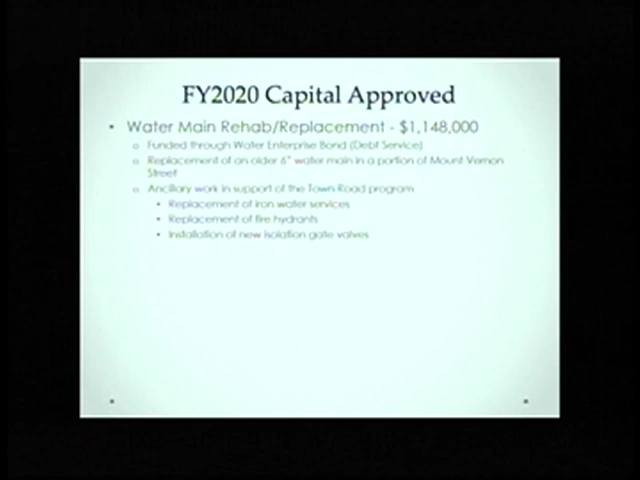 FY2020 Capital Approved
• Water Main Rehab/Replacement - $1,148,000
o Funded through Water Enterprise Bond (Debt Service)
o Replacement of an older 6" water main in a portion of Mount Vernon
Street
o Ancillary work in support of the Town Road program
• Replacement of iron water services
• Replacement of fire hydrants
• Installation of new isolation gate valves